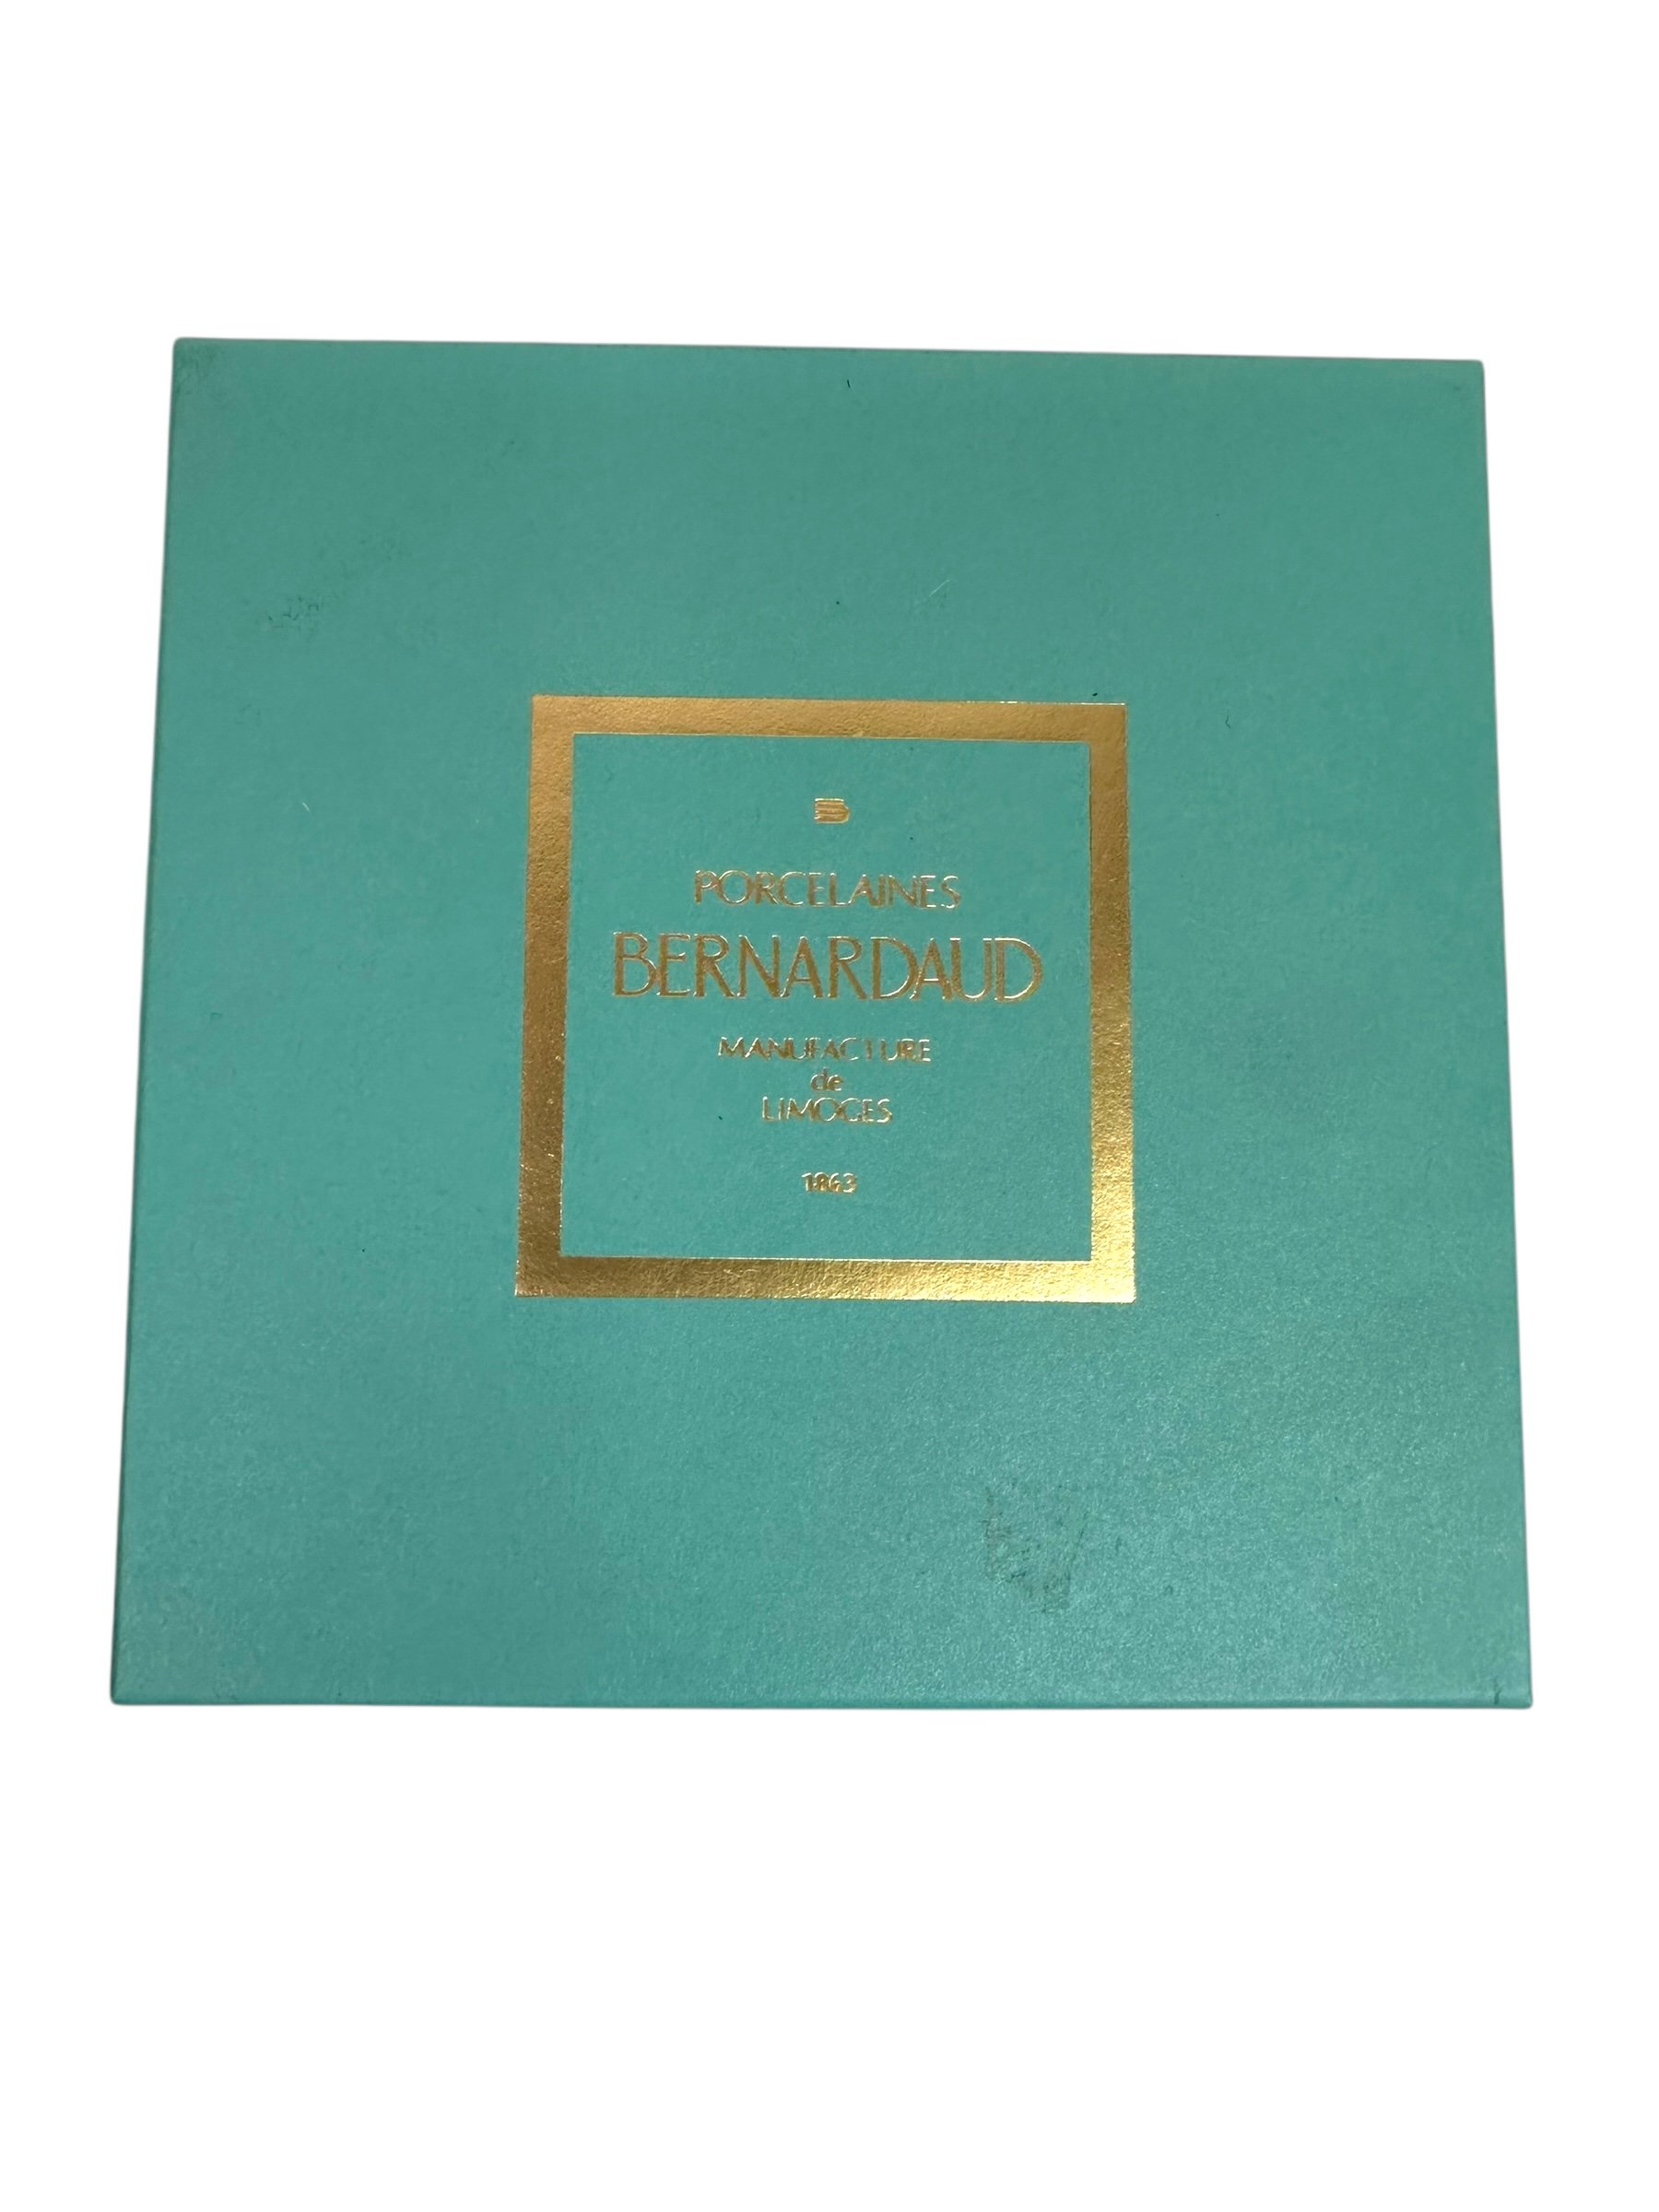 PORCELAINES
BERNARDAUD
MANUFACTURE
de
LIMOGES
1863